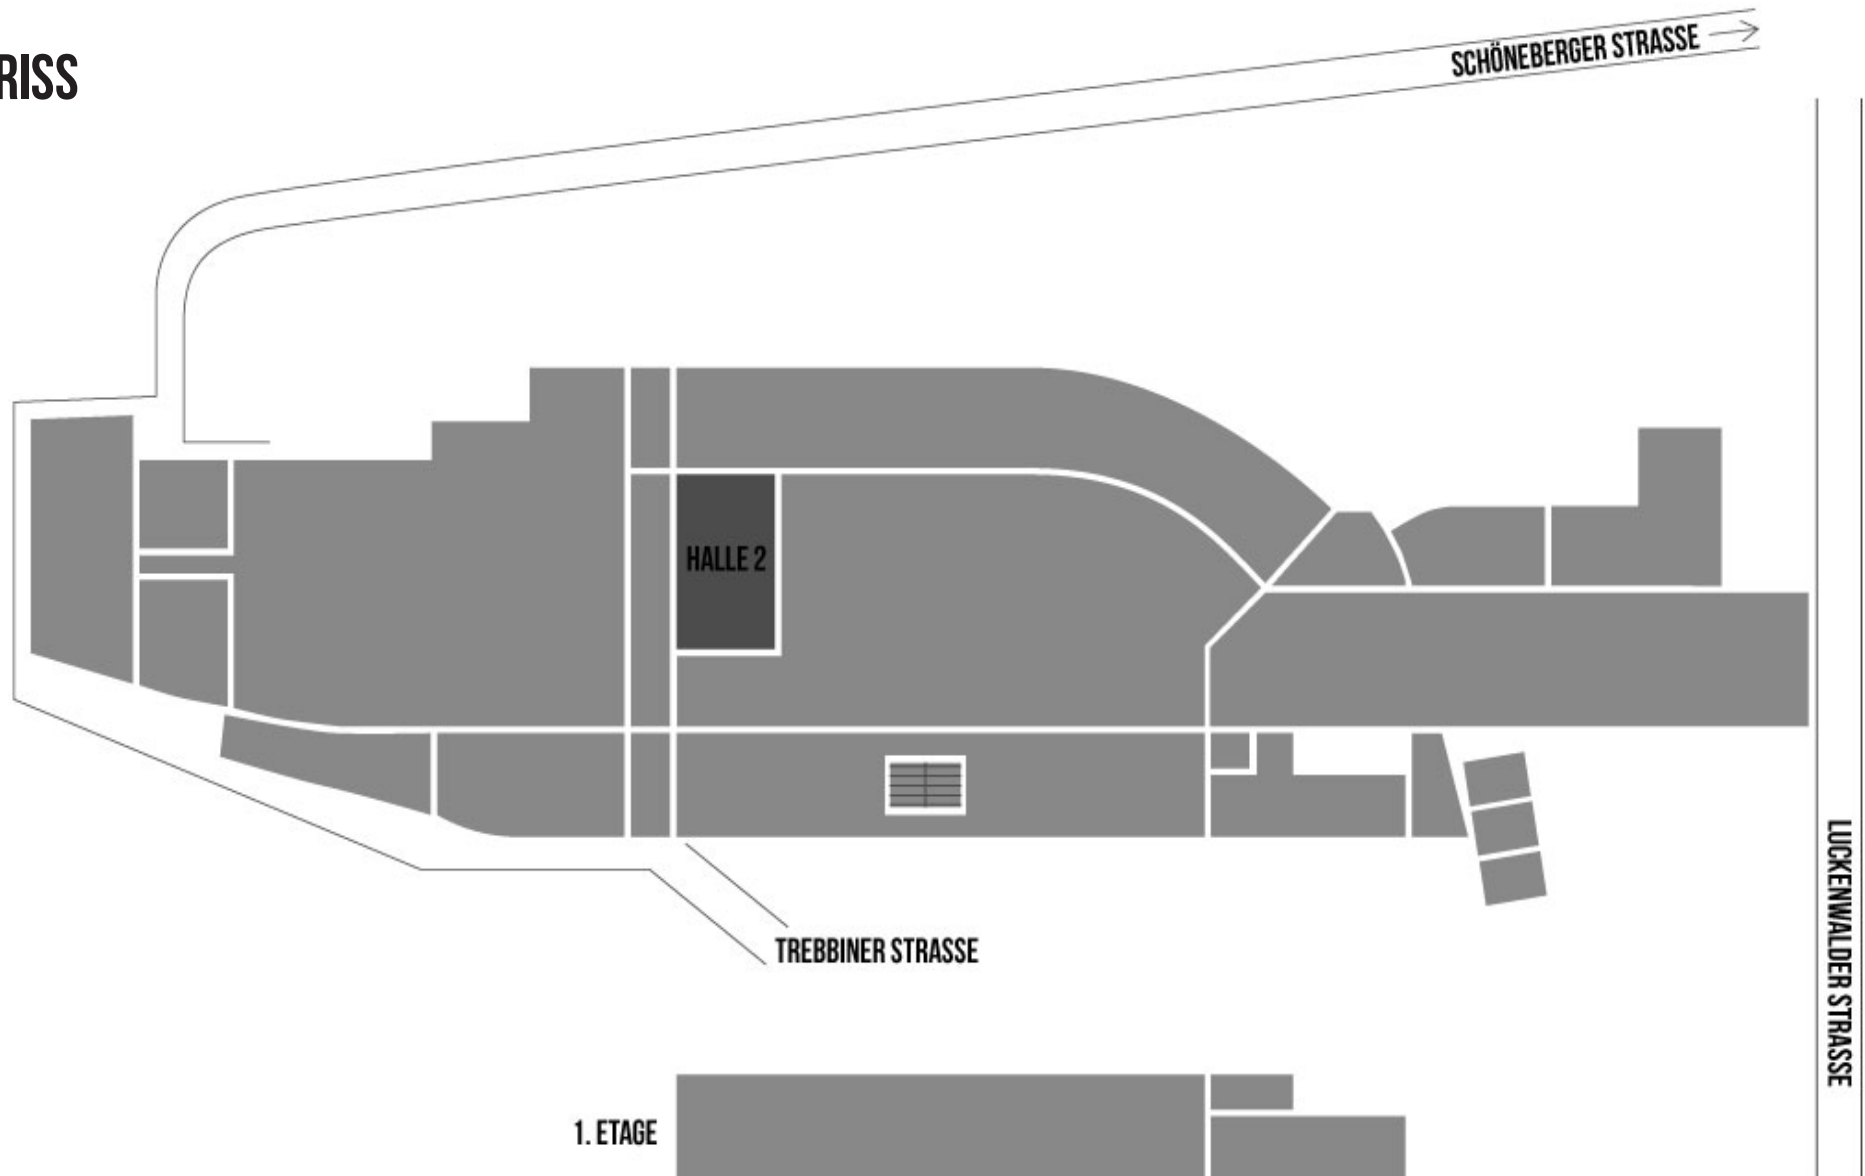 RISS
SCHÖNEBERGER STRASSE
HALLE 2
TREBBINER STRASSE
LUCKENWALDER STRASSE
1. ETAGE